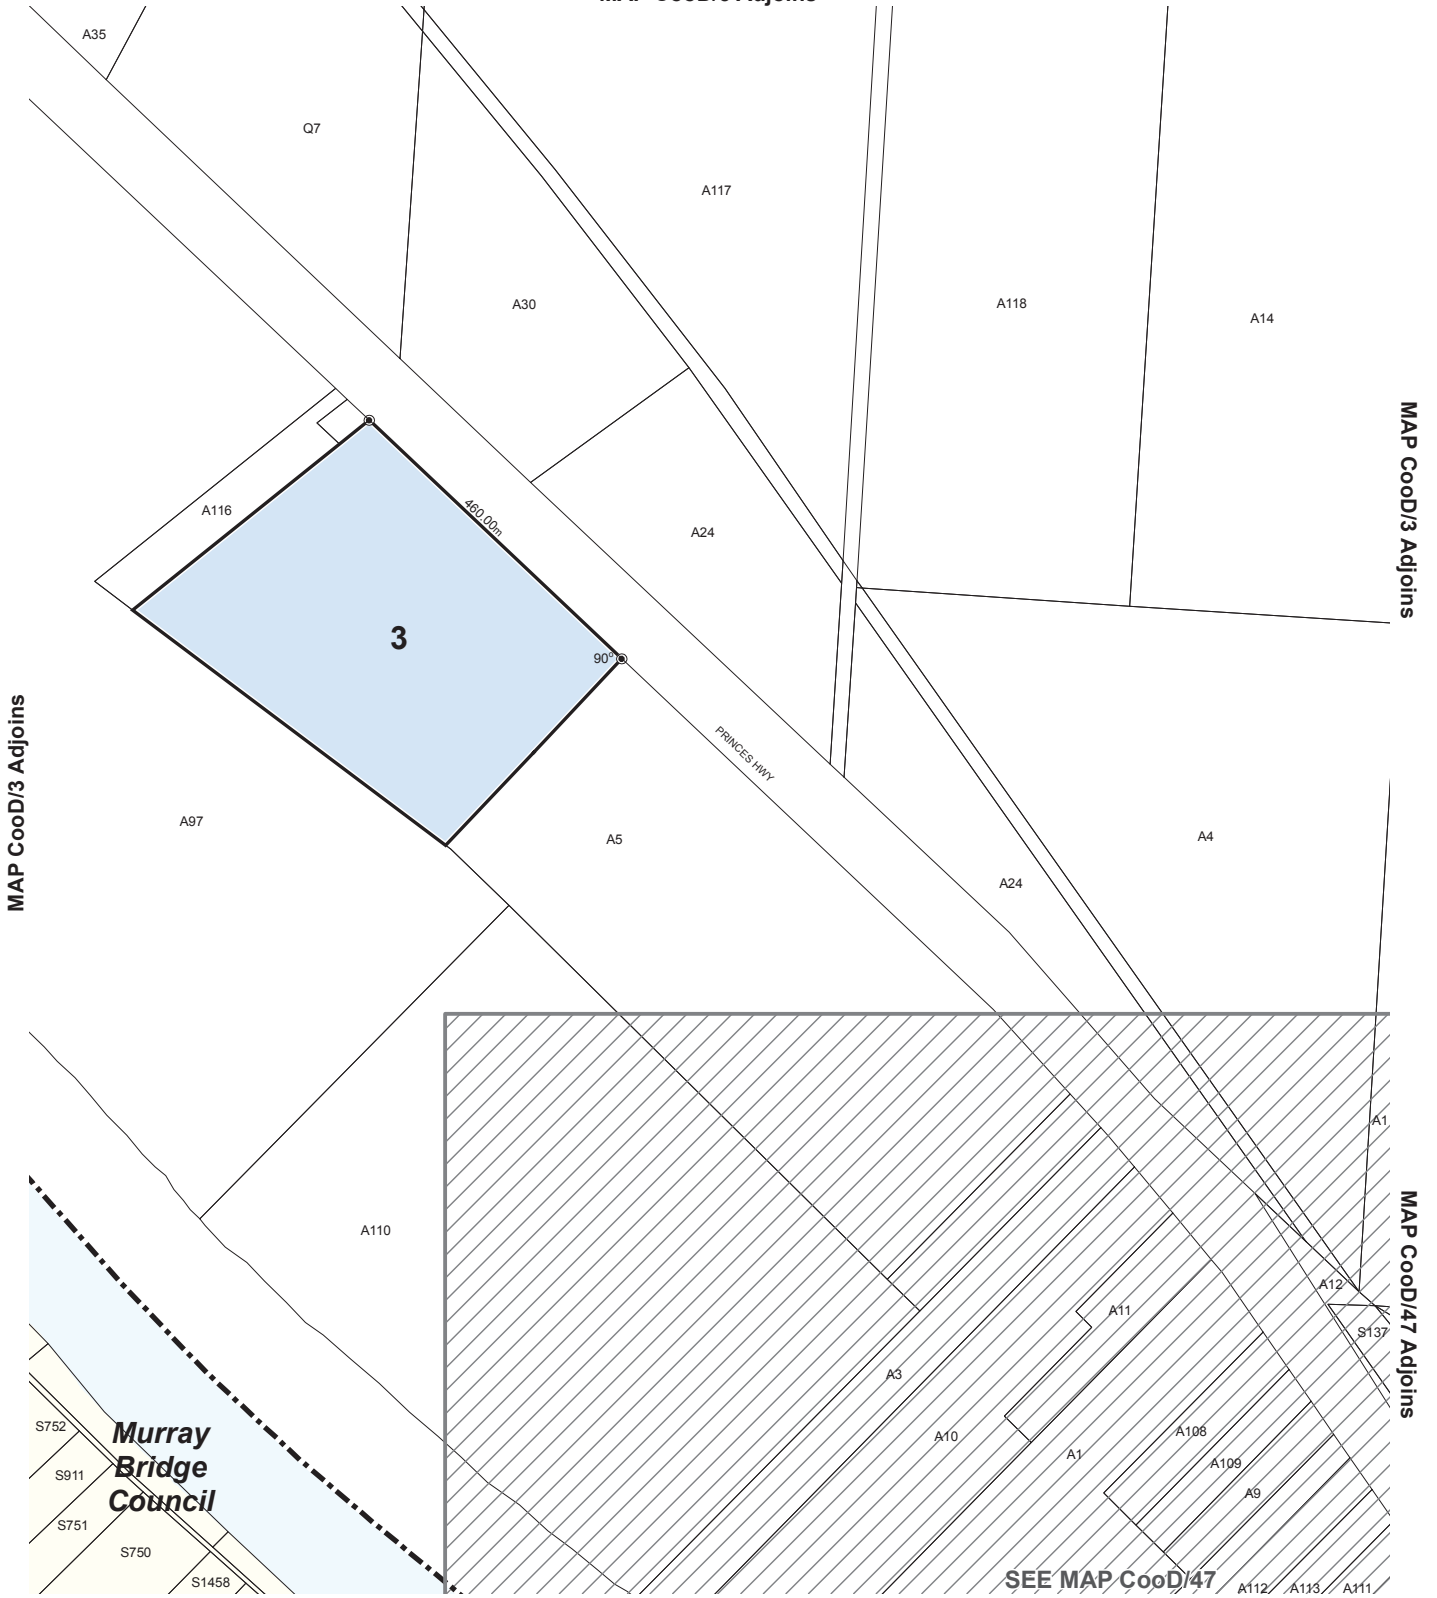 A35
Q7
A117
A30
A118
A14
MAP CooD/3 Adjoins
A116
460.00m
A24
3
90°
PRINCES HWY
MAP CooD/3 Adjoins
A97
A5
A4
A24
A1
A110
MAP CooD/47 Adjoins
A12
A11
S137
A3
S752
Murray
Bridge
Council
A10
A108
A1
A109
S911
A9
S751
S750
S1458
SEE MAP CooD/47
A112
A113
A111